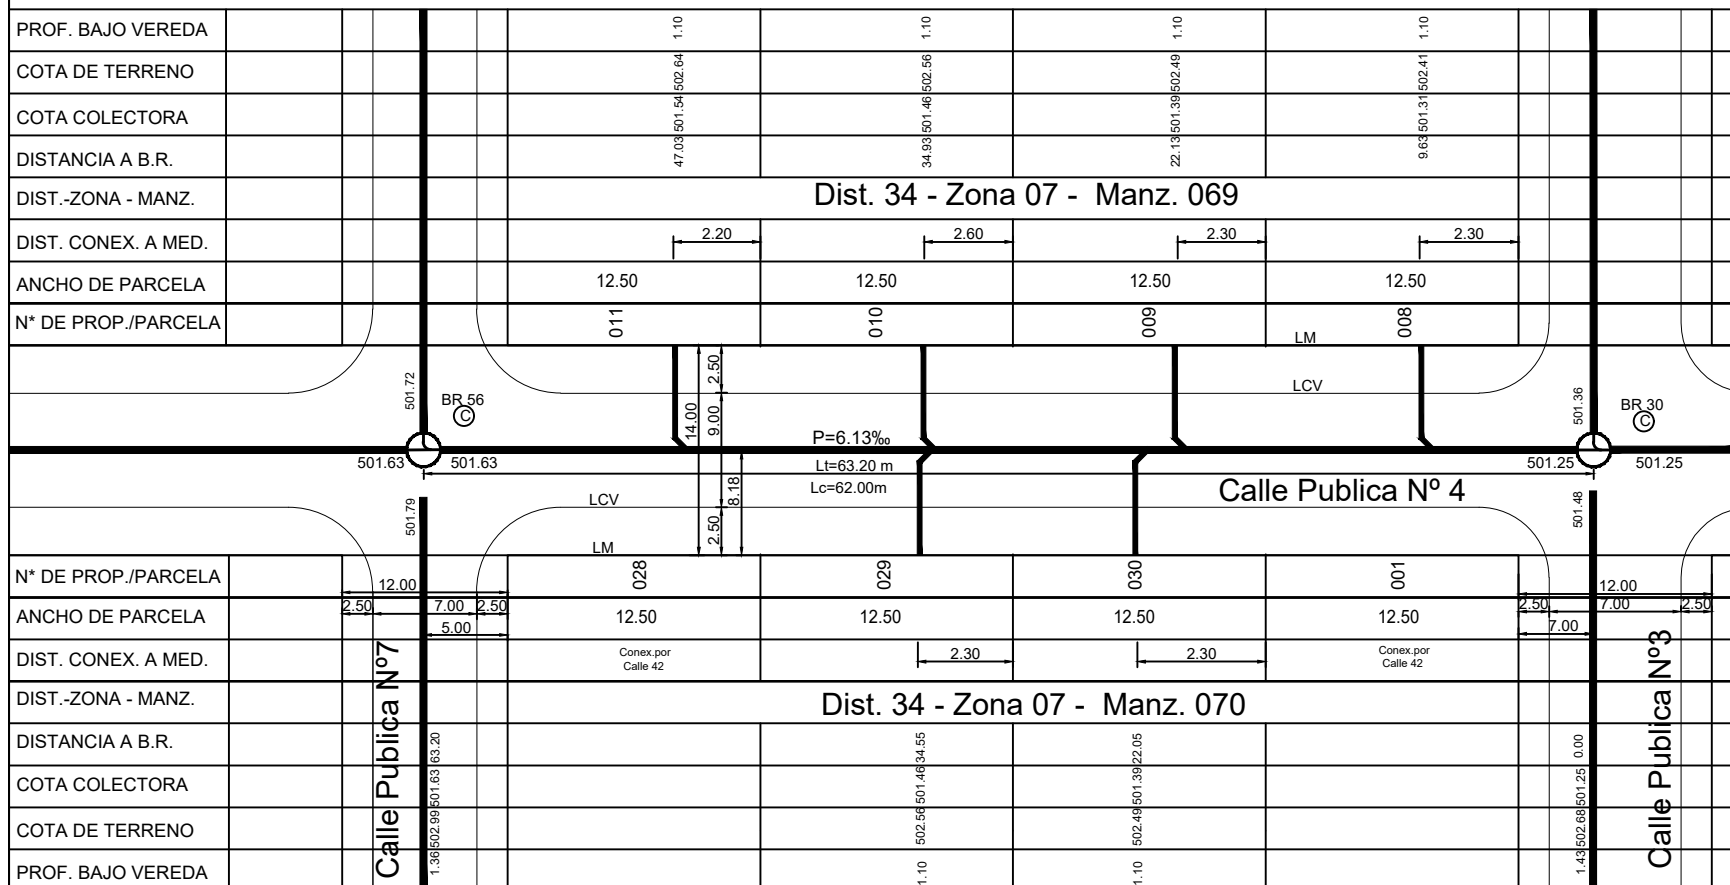 PROF. BAJO VEREDA 1.10 1.10 1.10 1.10
COTA DE TERRENO 502.64 502.56 502.49 502.41
COTA COLECTORA 501.54 501.46 501.39 501.31
DISTANCIA A B.R. 47.03 34.93 22.13 9.63
DIST.-ZONA - MANZ. Dist. 34 - Zona 07 - Manz. 069
DIST. CONEX. A MED. 2.20 2.60 2.30 2.30
ANCHO DE PARCELA 12.50 12.50 12.50 12.50
N* DE PROP./PARCELA 011 010 009 008
LM
2.50
LCV
501.72
BR 56
C
14.00
9.00
501.36
BR 30
C
P=6.13‰
501.63 501.63
Lt=63.20 m
501.25 501.25
Lc=62.00m
8.18
Calle Publica Nº 4
LCV
501.79
2.50
501.48
LM
N* DE PROP./PARCELA 028 029 030 001
12.00 12.00
ANCHO DE PARCELA 2.50 7.00 2.50 12.50 12.50 12.50 12.50 2.50 7.00 2.50
5.00 7.00
DIST. CONEX. A MED. Conex.por 2.30 2.30 Conex.por
Calle 42 Calle 42
DIST.-ZONA - MANZ. Dist. 34 - Zona 07 - Manz. 070
Calle Publica Nº7
Calle Publica Nº3
DISTANCIA A B.R. 63.20 34.55 22.05 0.00
COTA COLECTORA 501.63 501.46 501.39 501.25
COTA DE TERRENO 502.99 502.56 502.49 502.68
PROF. BAJO VEREDA 1.36 1.10 1.10 1.43